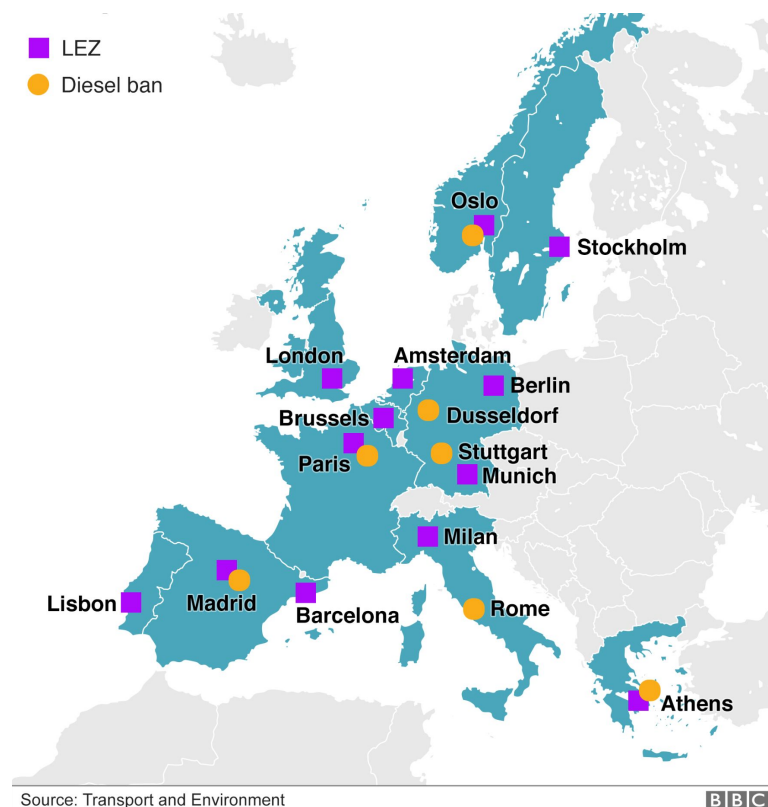 LEZ
Diesel ban
Oslo
Stockholm
London
Amsterdam
Berlin
Brussels
Dusseldorf
Paris
Stuttgart
Munich
Milan
Lisbon
Madrid
Barcelona
Rome
Athens
Source: Transport and Environment
BBC